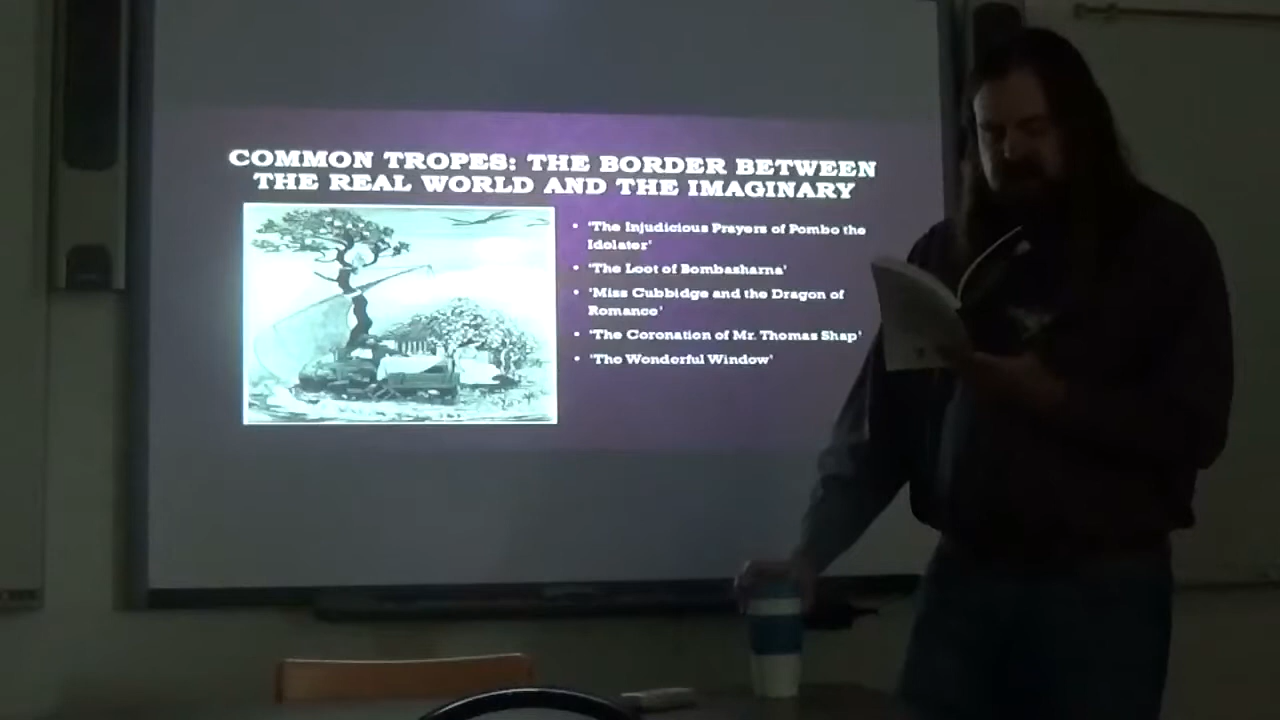 COMMON TROPES: THE BORDER BETWEEN
THE REAL WORLD AND THE IMAGINARY
• 'The Injudicious Prayers of Pombo the
Idolater'
• 'The Loot of Bombasharna'
• 'Miss Cubbidge and the Dragon of
Romance'
• 'The Coronation of Mr. Thomas Shap'
• 'The Wonderful Window'